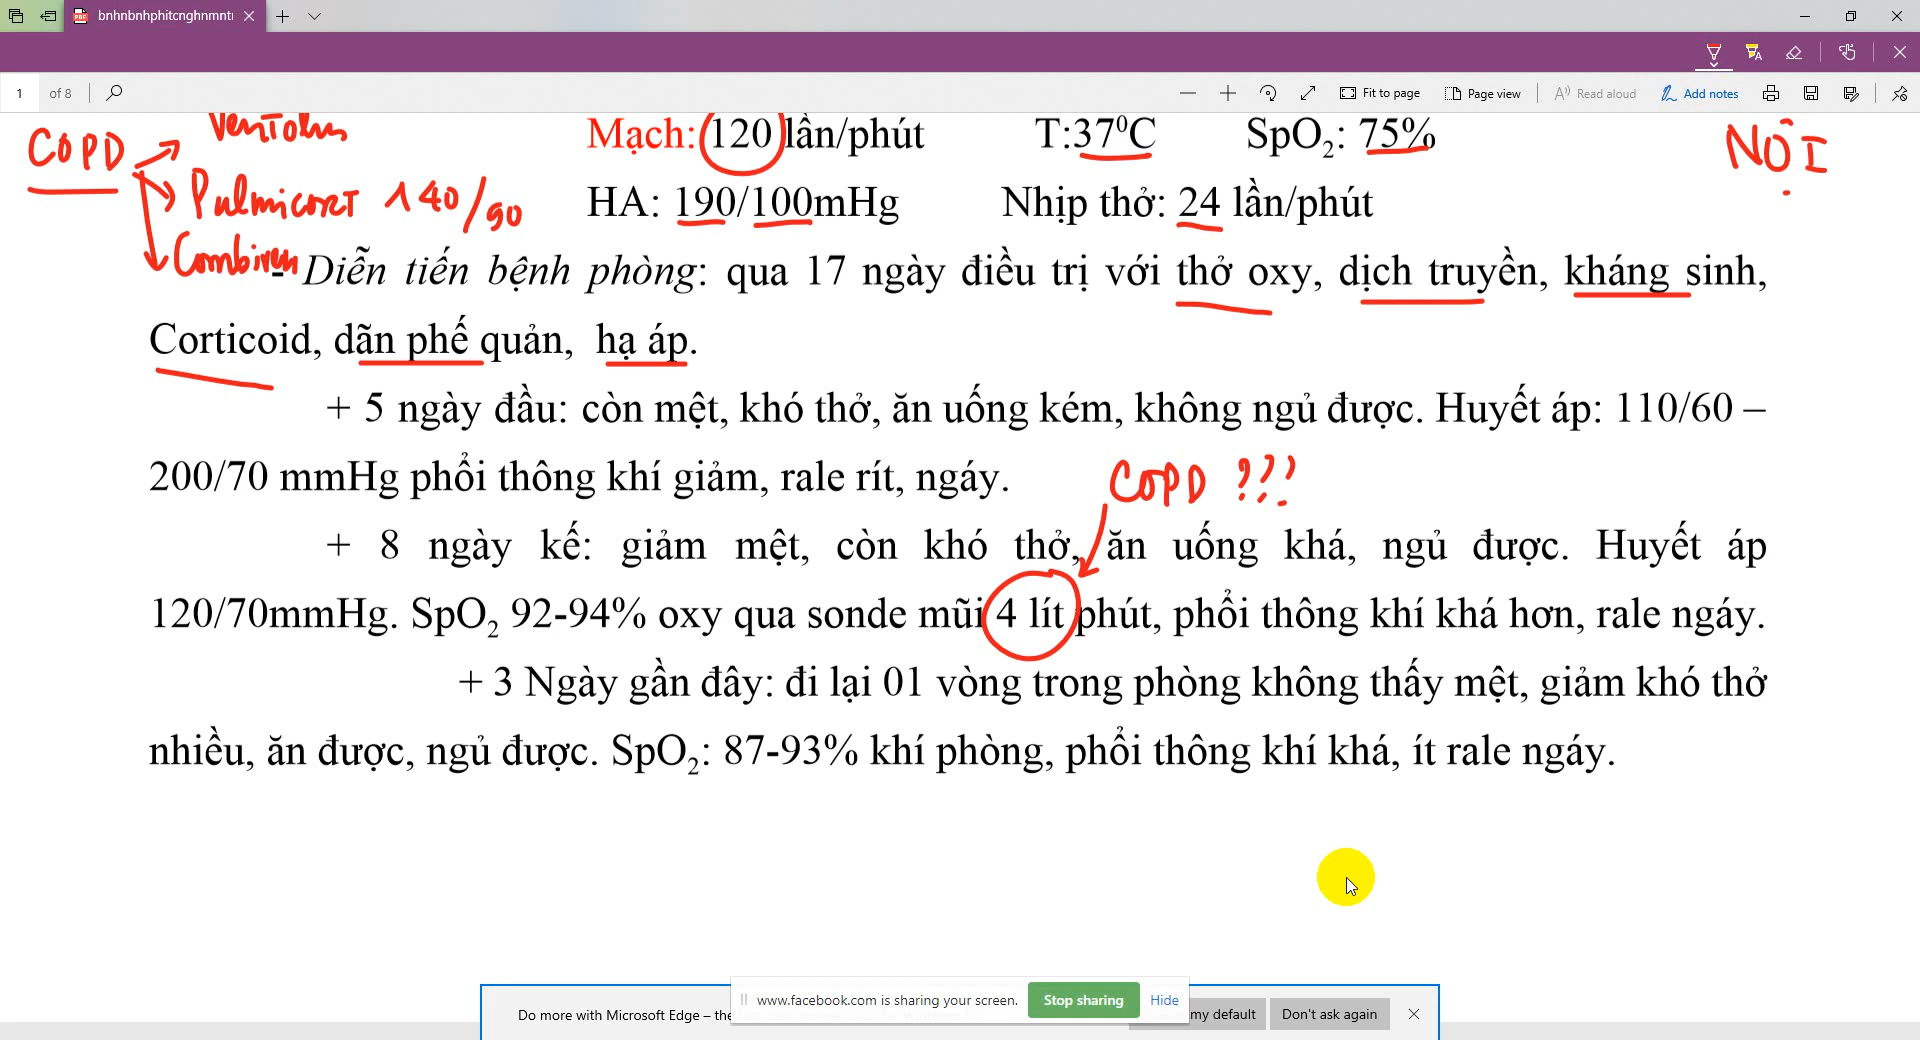 bnhnbnhphitcnghnmntı
1 of 8
Fit to page
Page view
Read aloud
Add notes
COPD
Mạch: 120 lần/phút T:37⁰C SpO₂: 75%
NỘI
Pulmicort 140/90
HA: 190/100mHg Nhịp thở: 24 lần/phút
Combiven
- Diễn tiến bệnh phòng: qua 17 ngày điều trị với thở oxy, dịch truyền, kháng sinh,
Corticoid, dãn phế quản, hạ áp.
+ 5 ngày đầu: còn mệt, khó thở, ăn uống kém, không ngủ được. Huyết áp: 110/60 –
200/70 mmHg phổi thông khí giảm, rale rít, ngáy.
COPD ???
+ 8 ngày kế: giảm mệt, còn khó thở, ăn uống khá, ngủ được. Huyết áp
120/70mmHg. SpO₂ 92-94% oxy qua sonde mũi 4 lít phút, phổi thông khí khá hơn, rale ngáy.
+ 3 Ngày gần đây: đi lại 01 vòng trong phòng không thấy mệt, giảm khó thở
nhiều, ăn được, ngủ được. SpO₂: 87-93% khí phòng, phổi thông khí khá, ít rale ngáy.
www.facebook.com is sharing your screen. Stop sharing Hide
Do more with Microsoft Edge – the
my default
Don't ask again